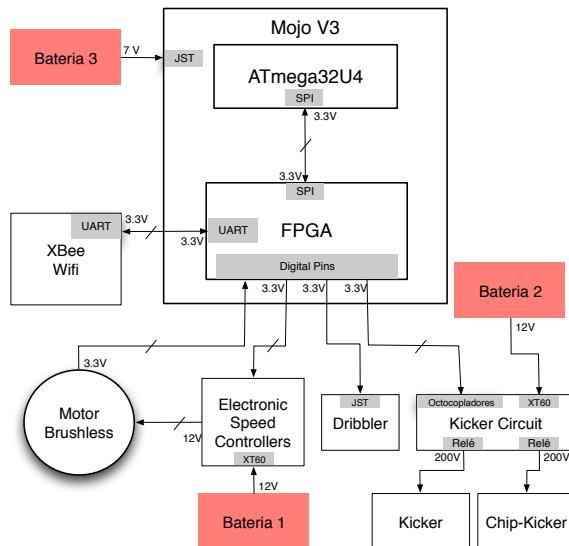 Mojo V3
Bateria 3
7 V
JST
ATmega32U4
SPI
3.3V
3.3V
SPI
XBee
Wifi
UART
3.3V
3.3V
UART
FPGA
Digital Pins
3.3V
3.3V
3.3V
Bateria 2
12V
3.3V
Motor
Brushless
12V
Electronic
Speed
Controllers
XT60
12V
Bateria 1
JST
Dribbler
Octocopladores
XT60
Kicker Circuit
Relé
Relé
200V
200V
Kicker
Chip-Kicker